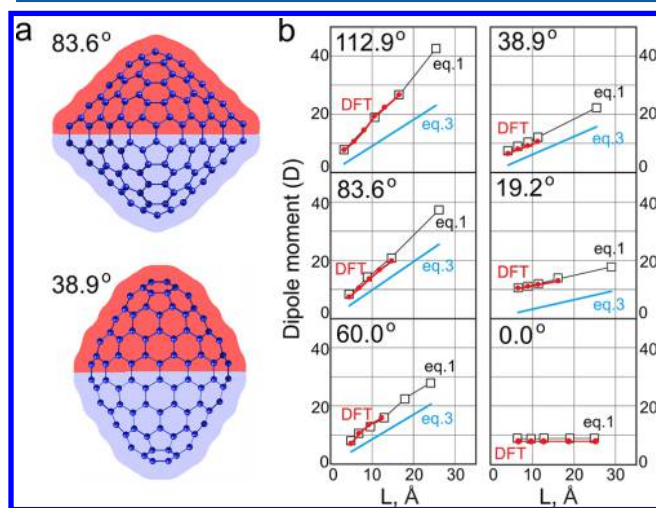 a
83.6°
38.9°
b
Dipole moment (D)
40
20
0
112.9°
DFT
eq.1
eq.3
40
20
0
83.6°
DFT
eq.1
eq.3
40
20
0
60.0°
DFT
eq.1
eq.3
0 10 20 30
L, Å
38.9°
DFT
eq.1
eq.3
40
20
0
19.2°
DFT
eq.1
eq.3
40
20
0
0.0°
DFT
eq.1
40
20
0
0 10 20 30
L, Å